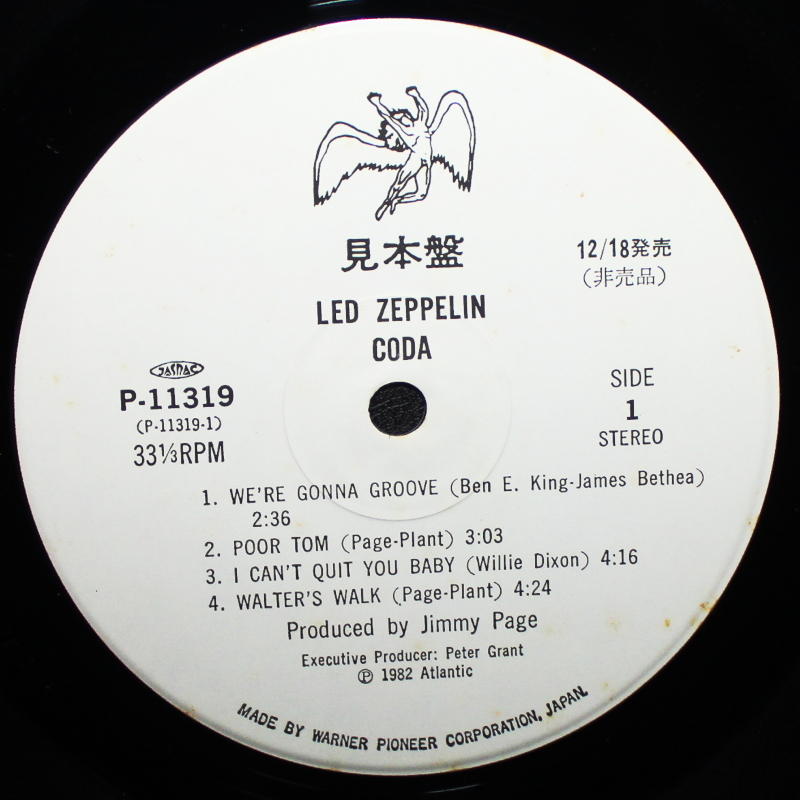 見本盤
12/18発売
(非売品)
LED ZEPPELIN
CODA
JASRAC
P-11319
(P-11319-1)
33⅓RPM
SIDE
1
STEREO
1. WE'RE GONNA GROOVE (Ben E. King-James Bethea)
2:36
2. POOR TOM (Page-Plant) 3:03
3. I CAN'T QUIT YOU BABY (Willie Dixon) 4:16
4. WALTER'S WALK (Page-Plant) 4:24
Produced by Jimmy Page
Executive Producer: Peter Grant
℗ 1982 Atlantic
MADE BY WARNER PIONEER CORPORATION, JAPAN.